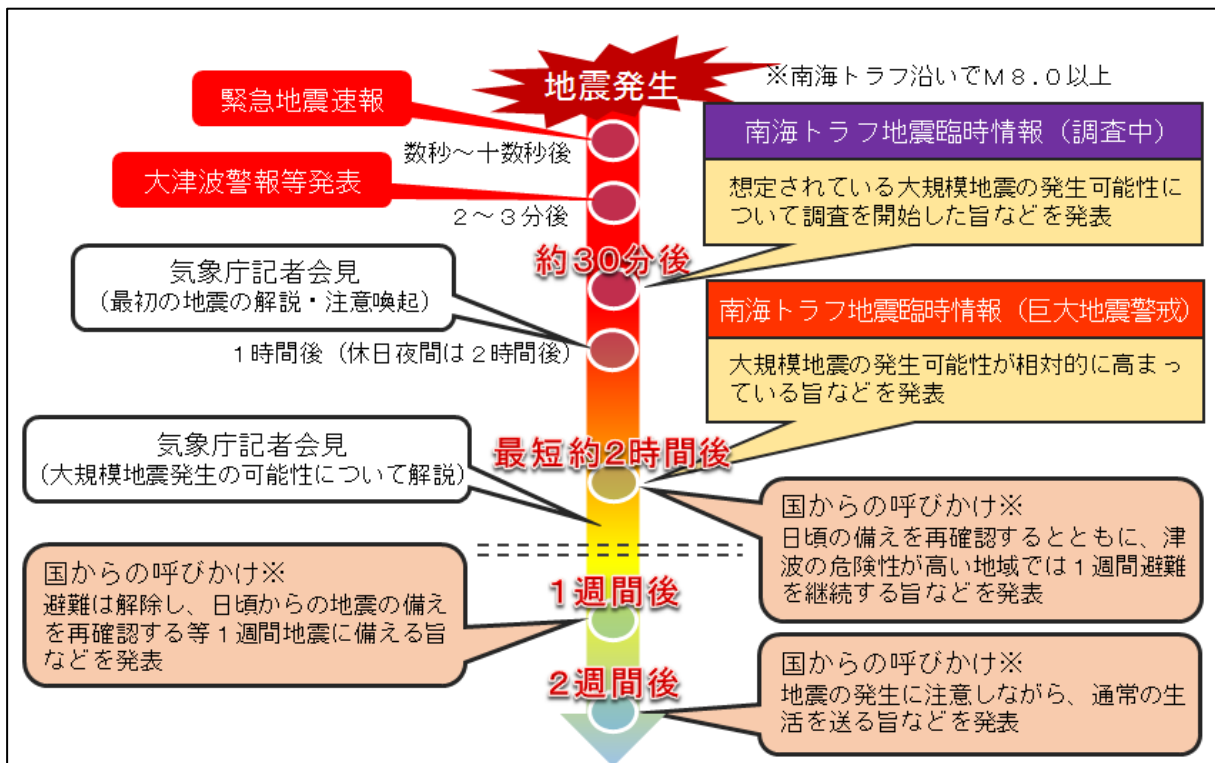 地震発生
※南海トラフ沿いでM8.0以上
緊急地震速報
数秒~十数秒後
南海トラフ地震臨時情報(調査中)
想定されている大規模地震の発生可能性に
ついて調査を開始した旨などを発表
大津波警報等発表
2~3分後
約30分後
気象庁記者会見
(最初の地震の解説・注意喚起)
1時間後(休日夜間は2時間後)
南海トラフ地震臨時情報(巨大地震警戒)
大規模地震の発生可能性が相対的に高まっ
ている旨などを発表
最短約2時間後
気象庁記者会見
(大規模地震発生の可能性について解説)
国からの呼びかけ※
日頃の備えを再確認するとともに、津
波の危険性が高い地域では1週間避難
を継続する旨などを発表
1週間後
国からの呼びかけ※
避難は解除し、日頃からの地震の備え
を再確認する等1週間地震に備える旨
などを発表
2週間後
国からの呼びかけ※
地震の発生に注意しながら、通常の生
活を送る旨などを発表